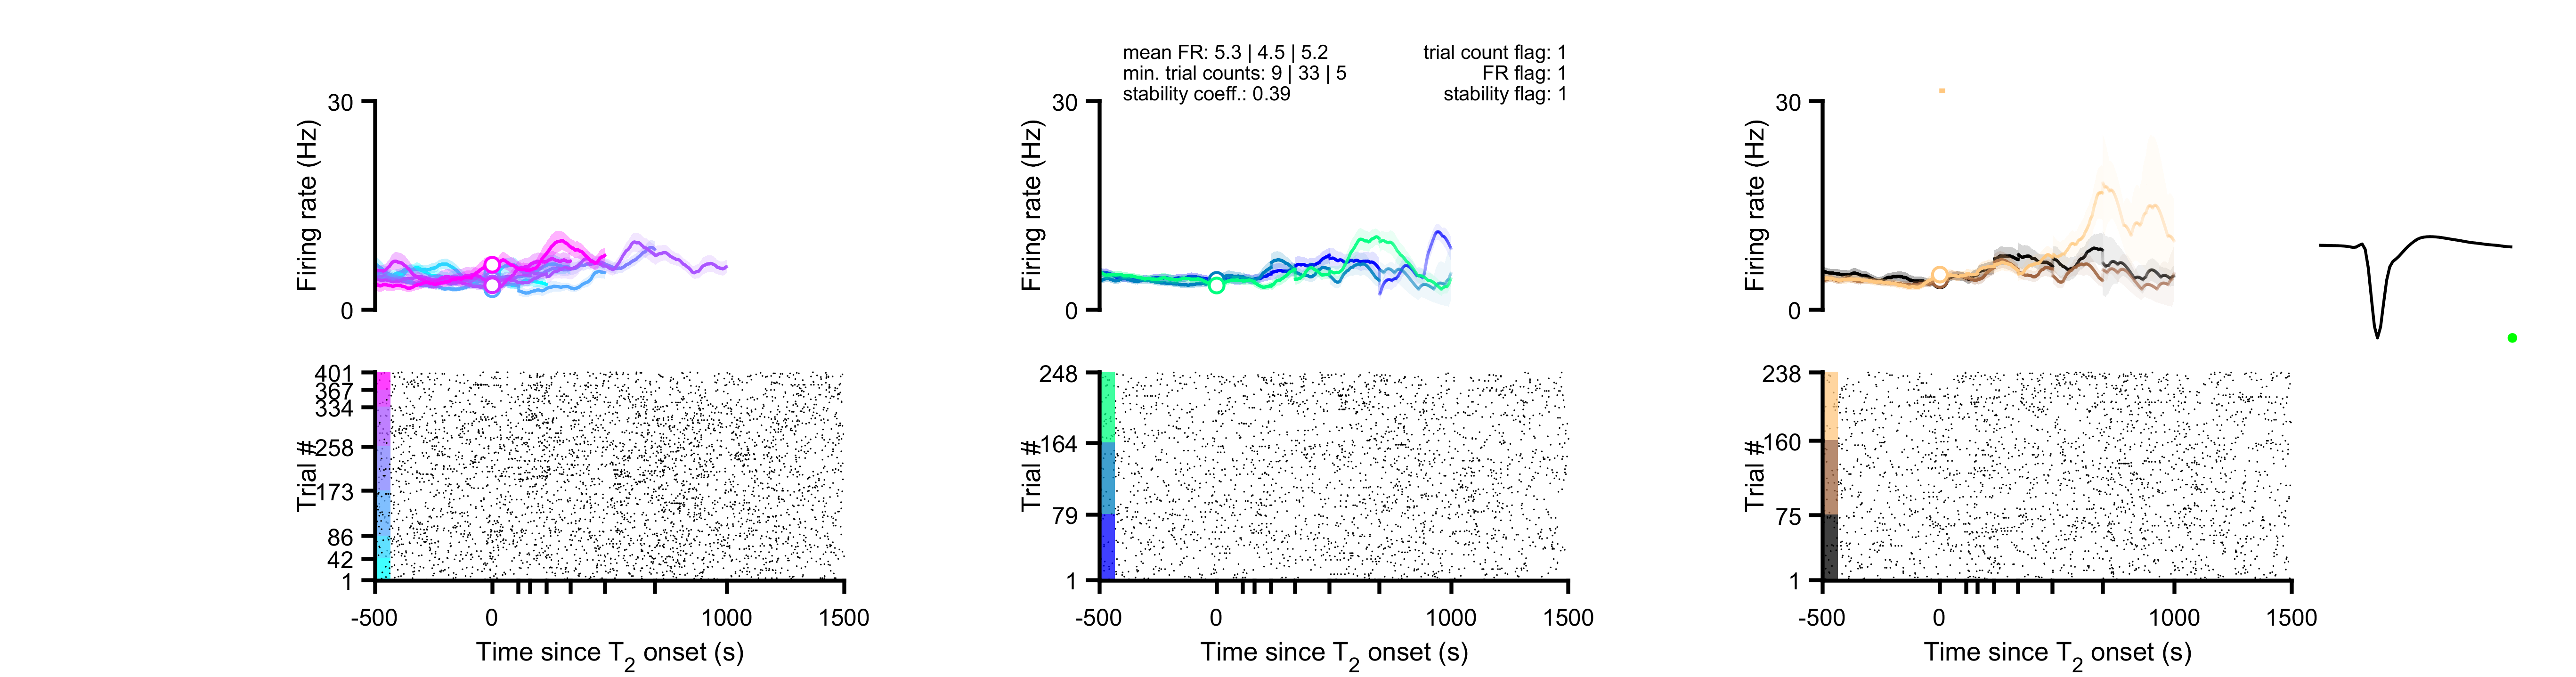 mean FR: 5.3 | 4.5 | 5.2
min. trial counts: 9 | 33 | 5
stability coeff.: 0.39
trial count flag: 1
FR flag: 1
stability flag: 1
30
Firing rate (Hz)
0
30
Firing rate (Hz)
0
30
Firing rate (Hz)
0
401
367
334
258
173
86
42
1
Trial #
-500 0 1000 1500
Time since T2 onset (s)
248
164
79
1
Trial #
-500 0 1000 1500
Time since T2 onset (s)
238
160
75
1
Trial #
-500 0 1000 1500
Time since T2 onset (s)